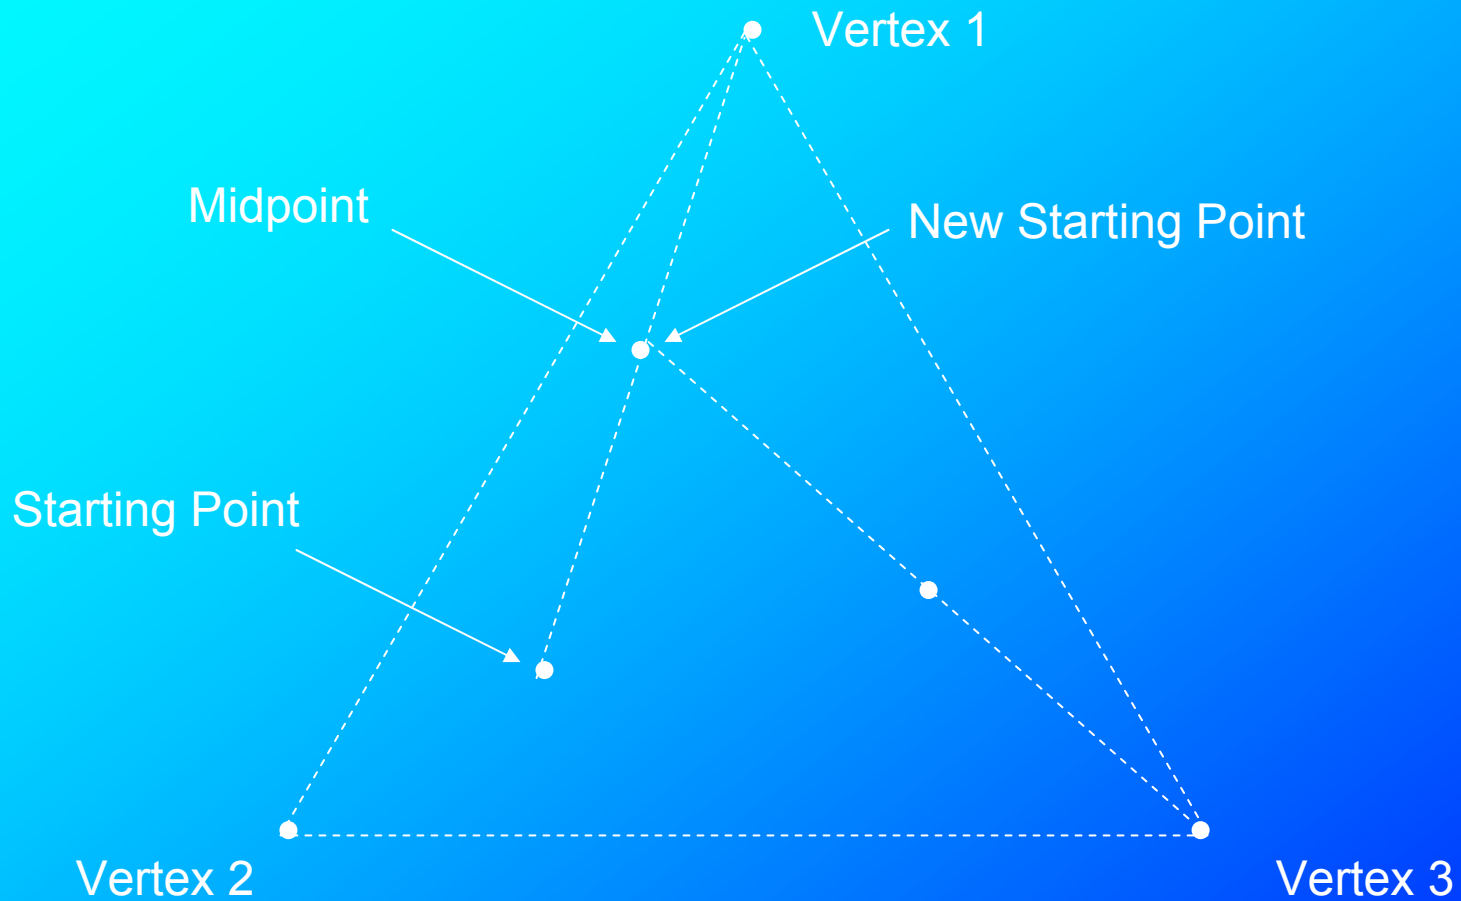 Vertex 1
Midpoint
New Starting Point
Starting Point
Vertex 2
Vertex 3